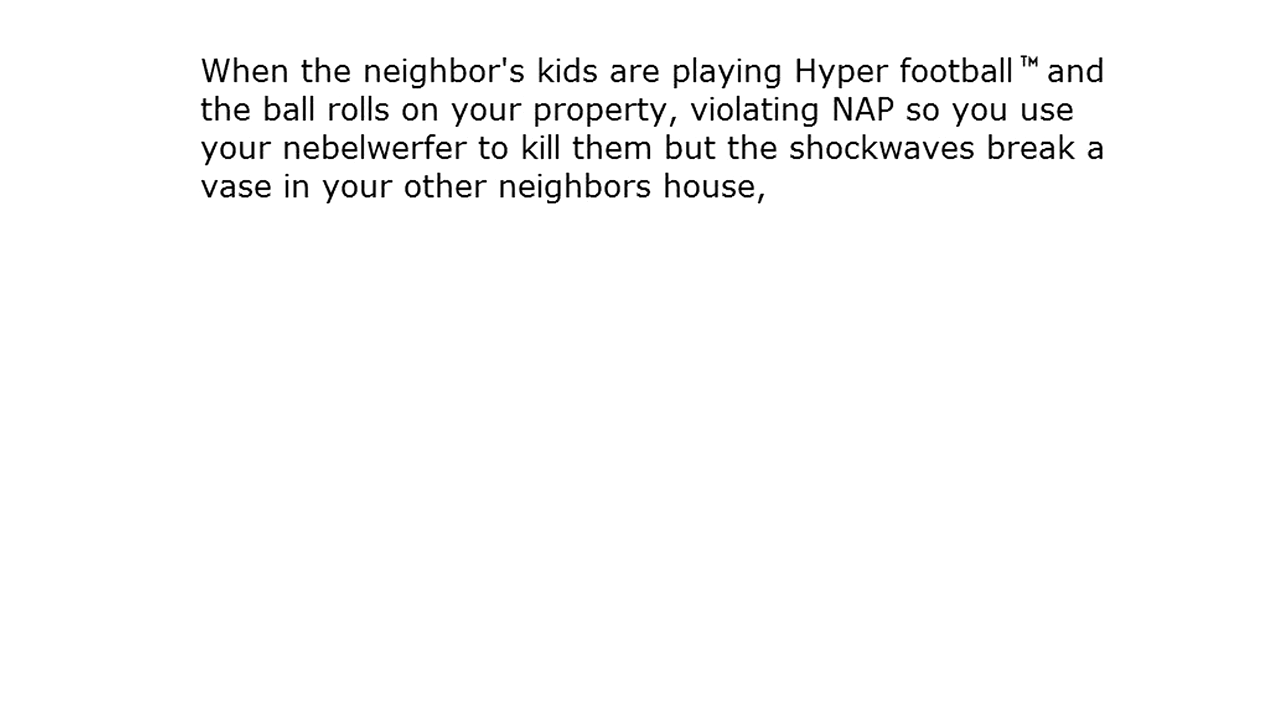 When the neighbor's kids are playing Hyper football™ and
the ball rolls on your property, violating NAP so you use
your nebelwerfer to kill them but the shockwaves break a
vase in your other neighbors house,